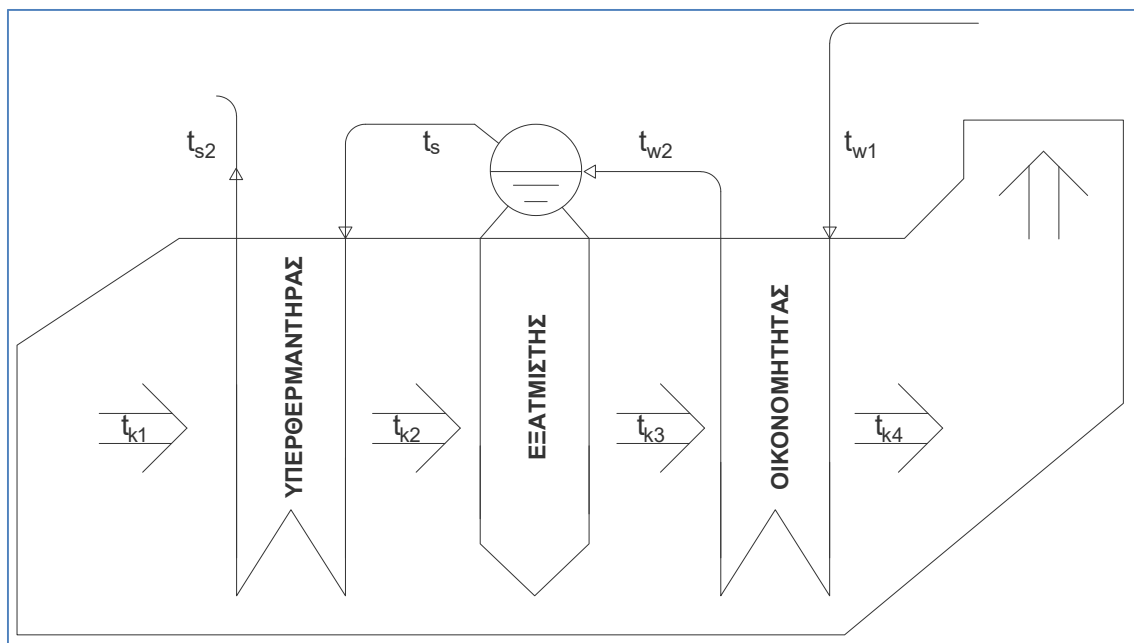 t_s2
t_s
t_w2
t_w1
ΥΠΕΡΘΕΡΜΑΝΤΗΡΑΣ
ΕΞΑΤΜΙΣΤΗΣ
ΟΙΚΟΝΟΜΗΤΗΤΑΣ
t_k1
t_k2
t_k3
t_k4